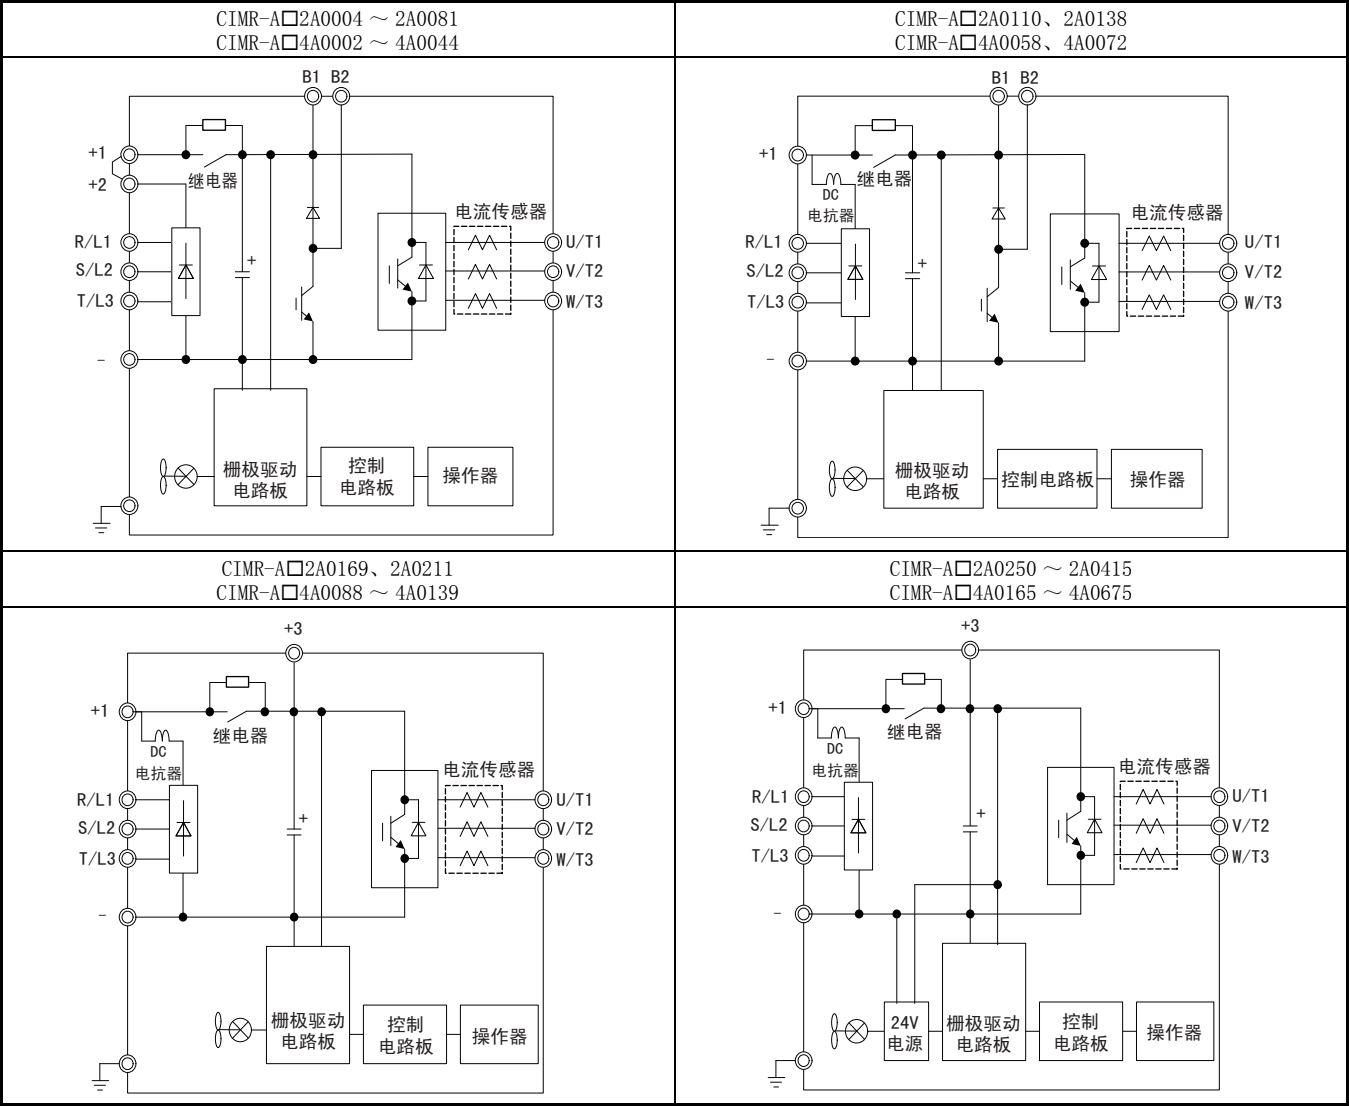 CIMR-A□2A0004 ～ 2A0081
CIMR-A□4A0002 ～ 4A0044
B1 B2
+1
+2
继电器
电流传感器
R/L1
S/L2
T/L3
+
U/T1
V/T2
W/T3
-
栅极驱动
电路板
控制
电路板
操作器
CIMR-A□2A0110、2A0138
CIMR-A□4A0058、4A0072
B1 B2
+1
继电器
DC
电抗器
电流传感器
R/L1
S/L2
T/L3
+
U/T1
V/T2
W/T3
-
栅极驱动
电路板
控制电路板
操作器
CIMR-A□2A0169、2A0211
CIMR-A□4A0088 ～ 4A0139
+3
+1
继电器
DC
电抗器
电流传感器
R/L1
S/L2
T/L3
+
U/T1
V/T2
W/T3
-
栅极驱动
电路板
控制
电路板
操作器
CIMR-A□2A0250 ～ 2A0415
CIMR-A□4A0165 ～ 4A0675
+3
+1
继电器
DC
电抗器
电流传感器
R/L1
S/L2
T/L3
+
U/T1
V/T2
W/T3
-
24V
电源
栅极驱动
电路板
控制
电路板
操作器